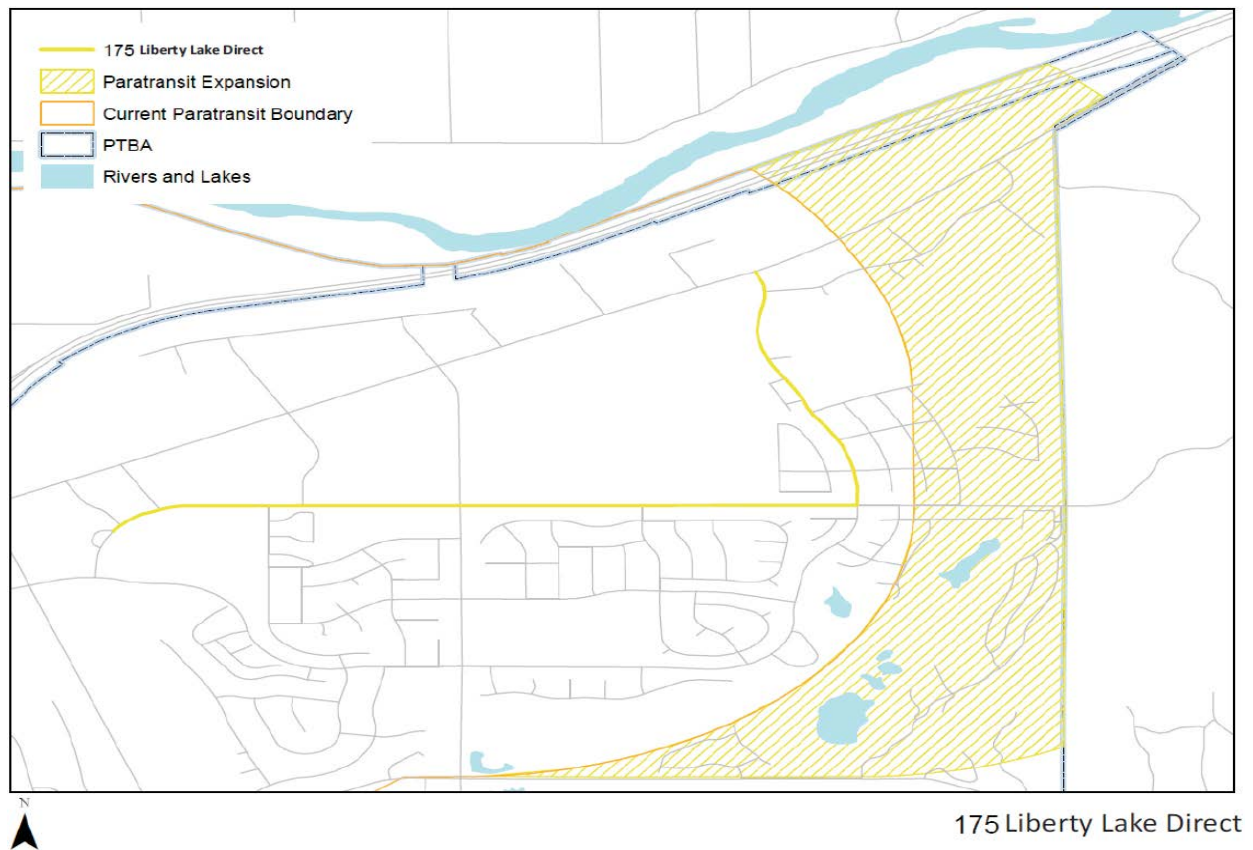 175 Liberty Lake Direct
Paratransit Expansion
Current Paratransit Boundary
PTBA
Rivers and Lakes
N
175 Liberty Lake Direct